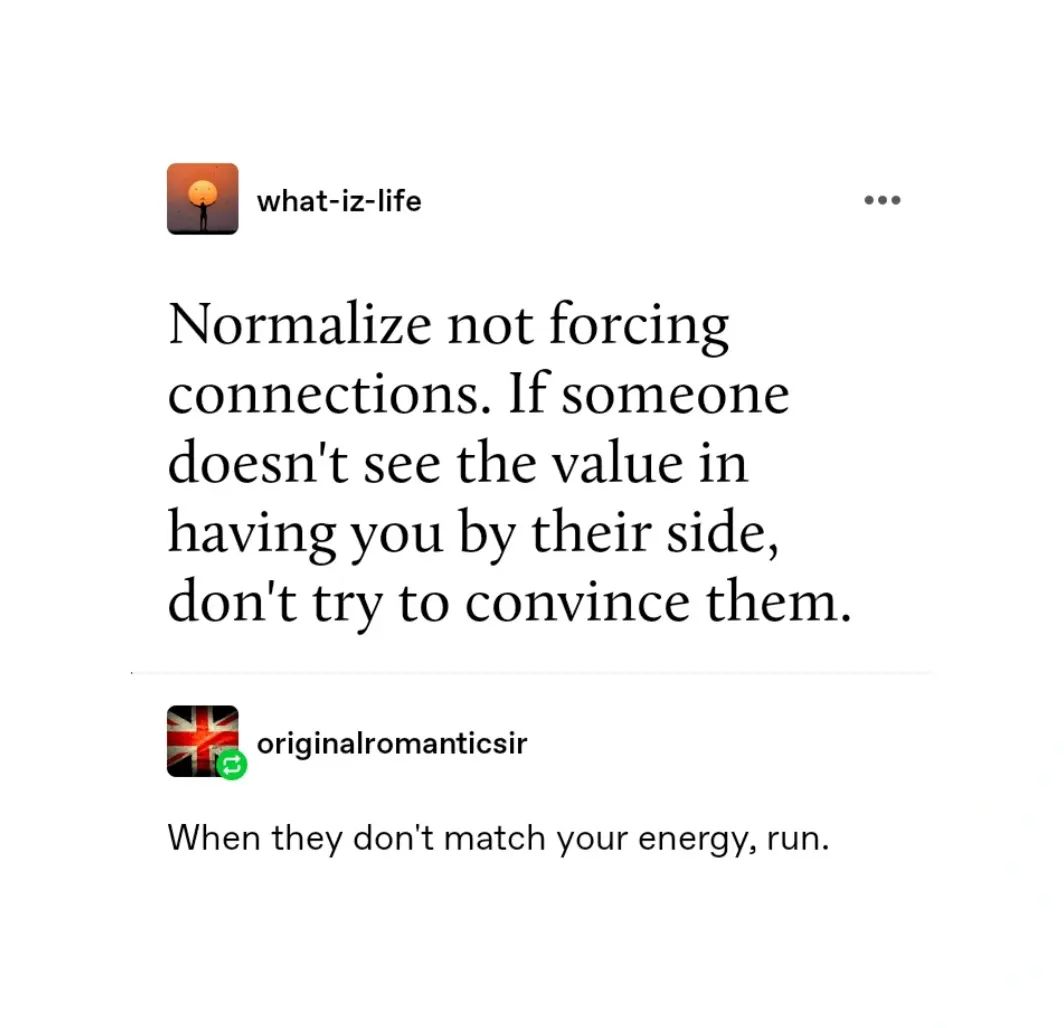 what-iz-life
Normalize not forcing
connections. If someone
doesn't see the value in
having you by their side,
don't try to convince them.
originalromanticsir
When they don't match your energy, run.